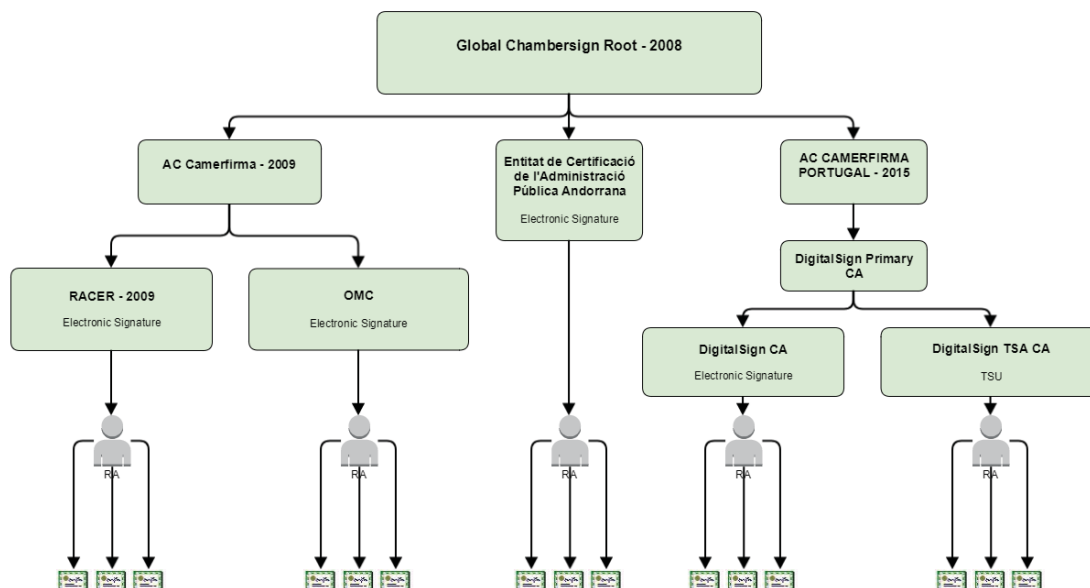 Global Chambersign Root - 2008
AC Camerfirma - 2009
Entitat de Certificació
de l'Administració
Pública Andorrana
Electronic Signature
AC CAMERFIRMA
PORTUGAL - 2015
DigitalSign Primary
CA
RACER - 2009
Electronic Signature
OMC
Electronic Signature
DigitalSign CA
Electronic Signature
DigitalSign TSA CA
TSU
RA
RA
RA
RA
RA